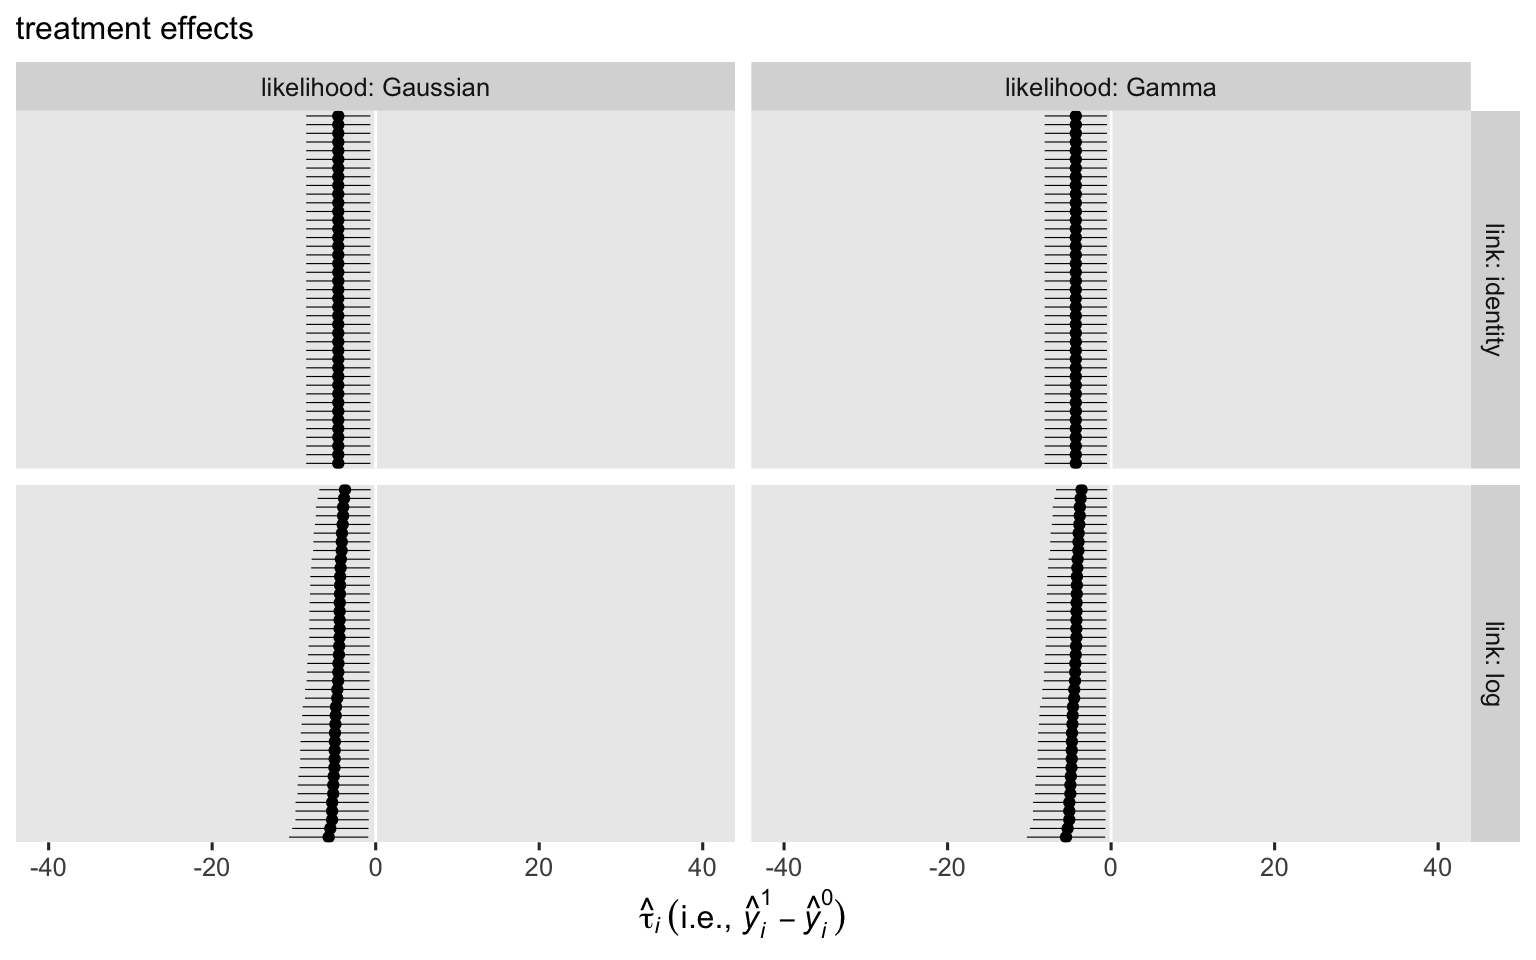 treatment effects
likelihood: Gaussian
likelihood: Gamma
link: identity
link: log
-40 -20 0 20 40
-40 -20 0 20 40
τ̂ᵢ (i.e., ŷᵢ¹ − ŷᵢ⁰)